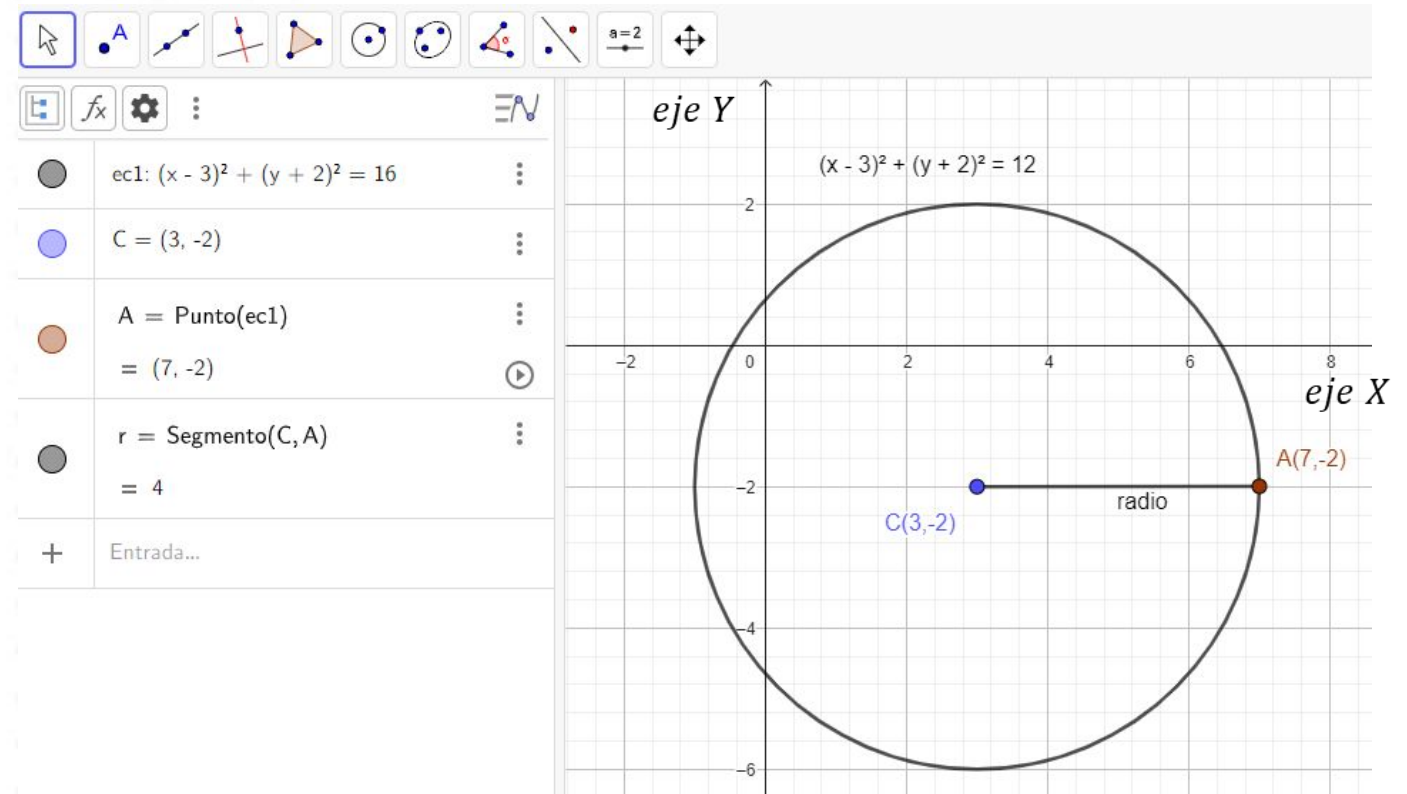 A
a=2
fx
ec1: (x - 3)² + (y + 2)² = 16
C = (3, -2)
A = Punto(ec1)
= (7, -2)
r = Segmento(C, A)
= 4
+ Entrada...
eje Y
(x - 3)² + (y + 2)² = 12
2
−2 0 2 4 6 8
eje X
A(7,-2)
−2
radio
C(3,-2)
−4
−6